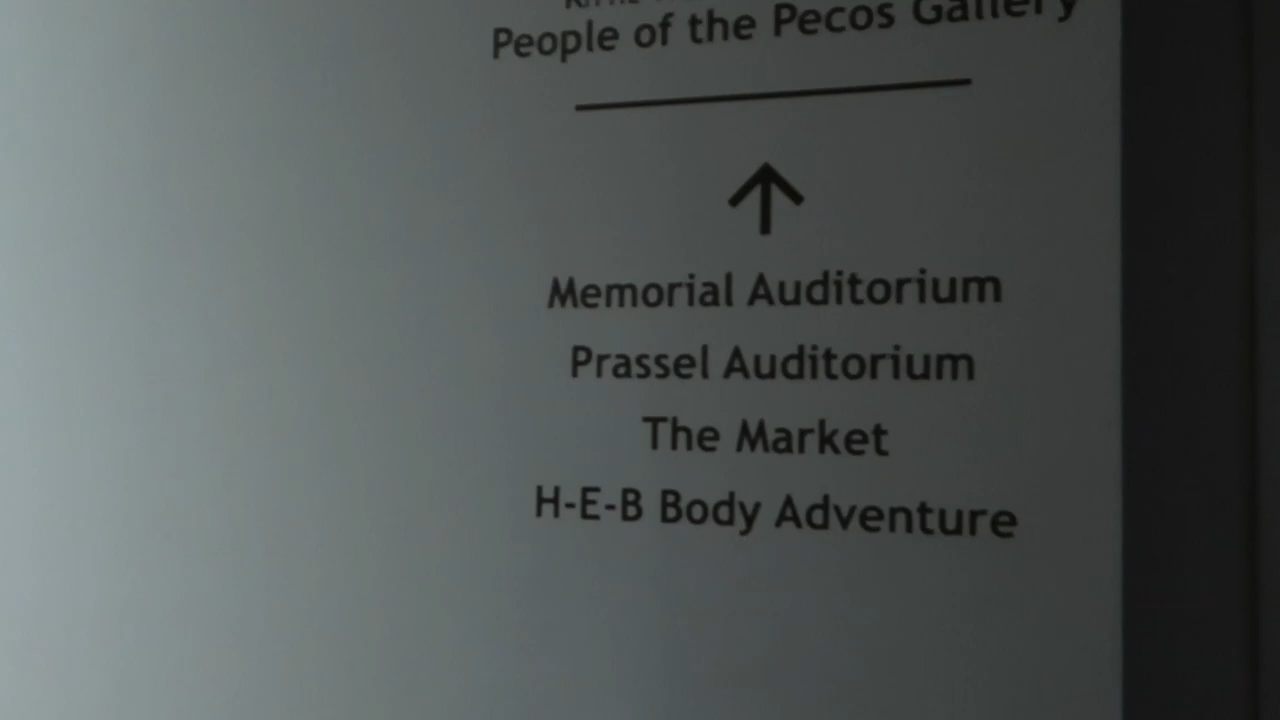 People of the Pecos Gallery
Memorial Auditorium
Prassel Auditorium
The Market
H-E-B Body Adventure